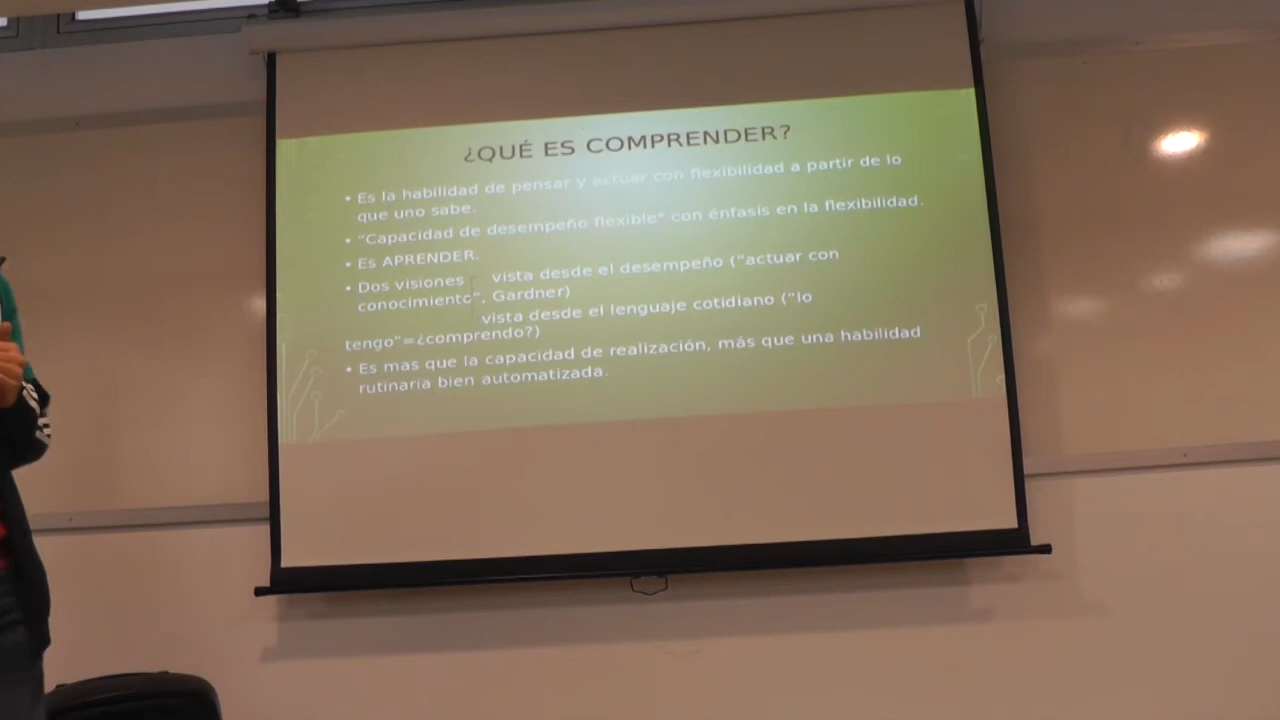 ¿QUÉ ES COMPRENDER?
• Es la habilidad de pensar y actuar con flexibilidad a partir de lo
que uno sabe.
• "Capacidad de desempeño flexible" con énfasis en la flexibilidad.
• Es APRENDER.
• Dos visiones vista desde el desempeño ("actuar con
conocimiento", Gardner)
vista desde el lenguaje cotidiano ("lo
tengo"=¿comprendo?)
• Es mas que la capacidad de realización, más que una habilidad
rutinaria bien automatizada.